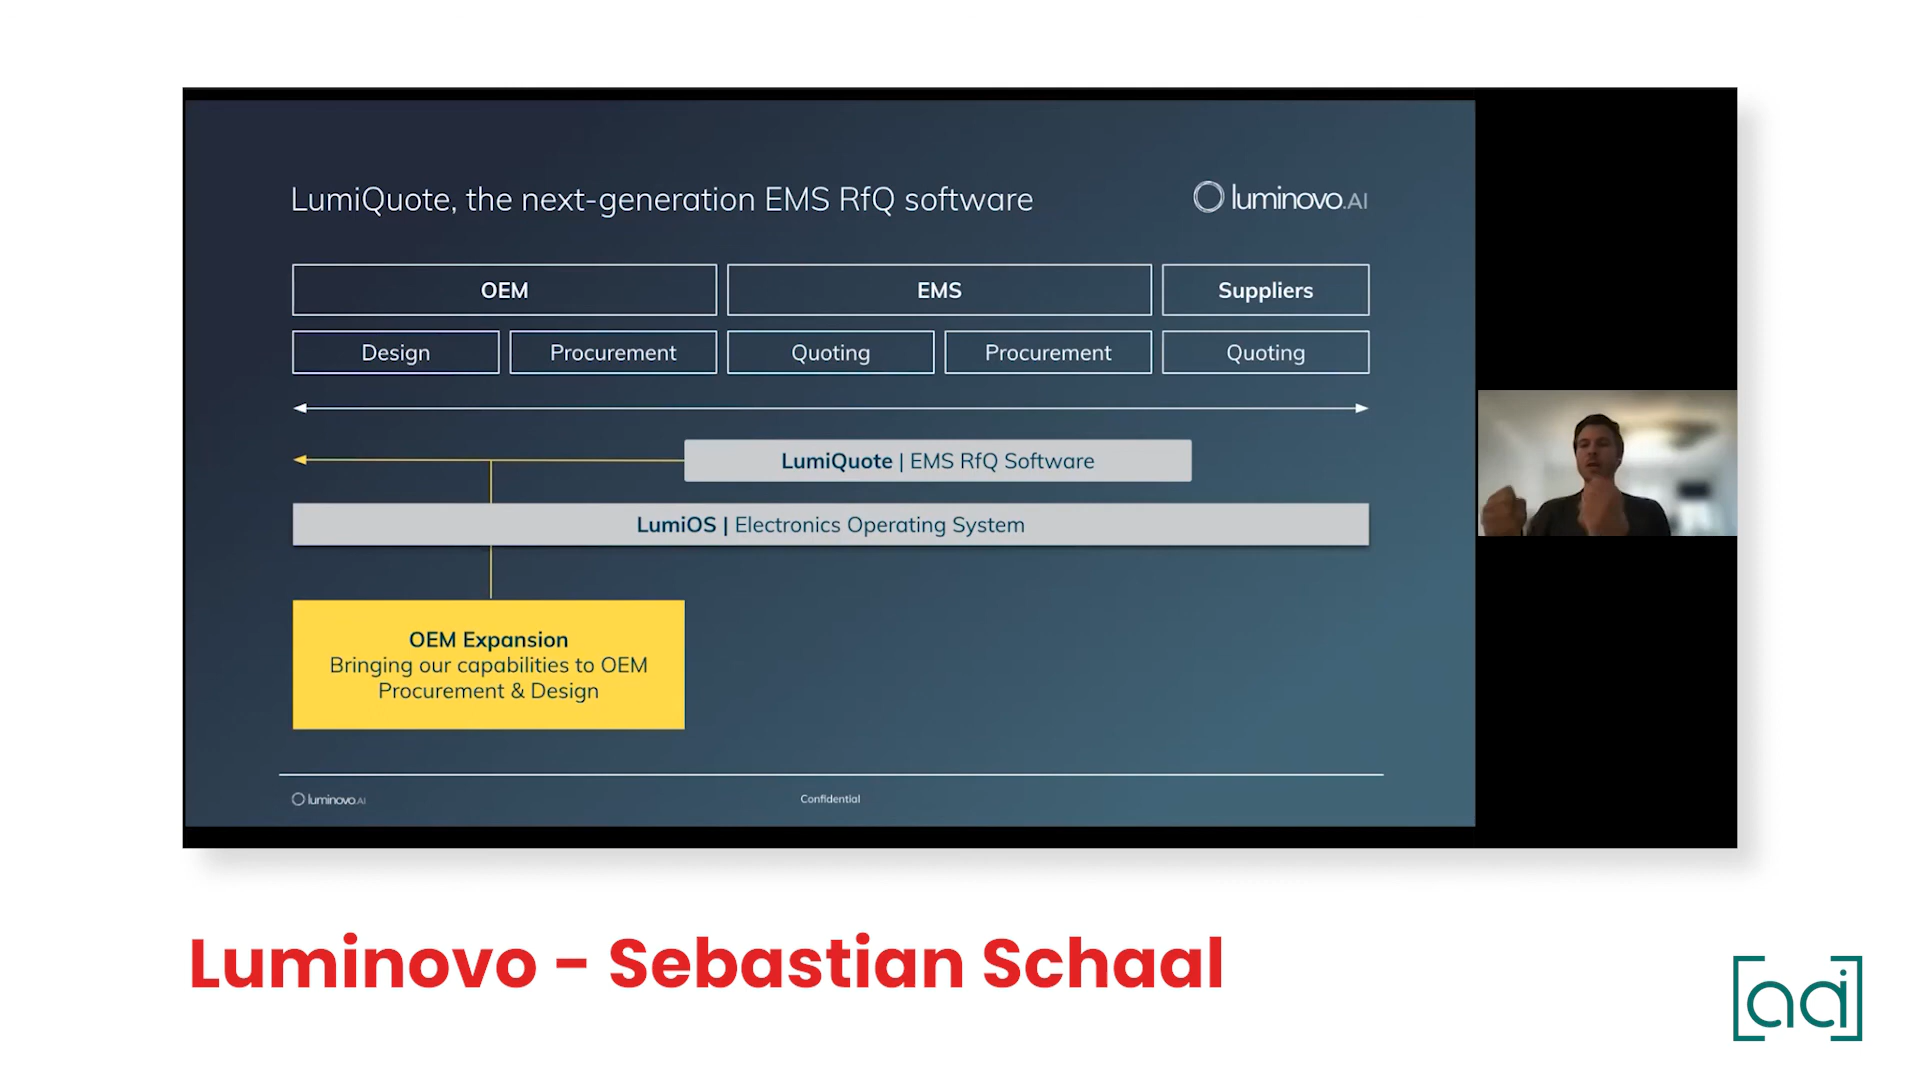 LumiQuote, the next-generation EMS RfQ software
luminovo.AI
OEM
EMS
Suppliers
Design
Procurement
Quoting
Procurement
Quoting
LumiQuote | EMS RfQ Software
LumiOS | Electronics Operating System
OEM Expansion
Bringing our capabilities to OEM
Procurement & Design
luminovo.AI
Confidential
Luminovo - Sebastian Schaal
[adi]